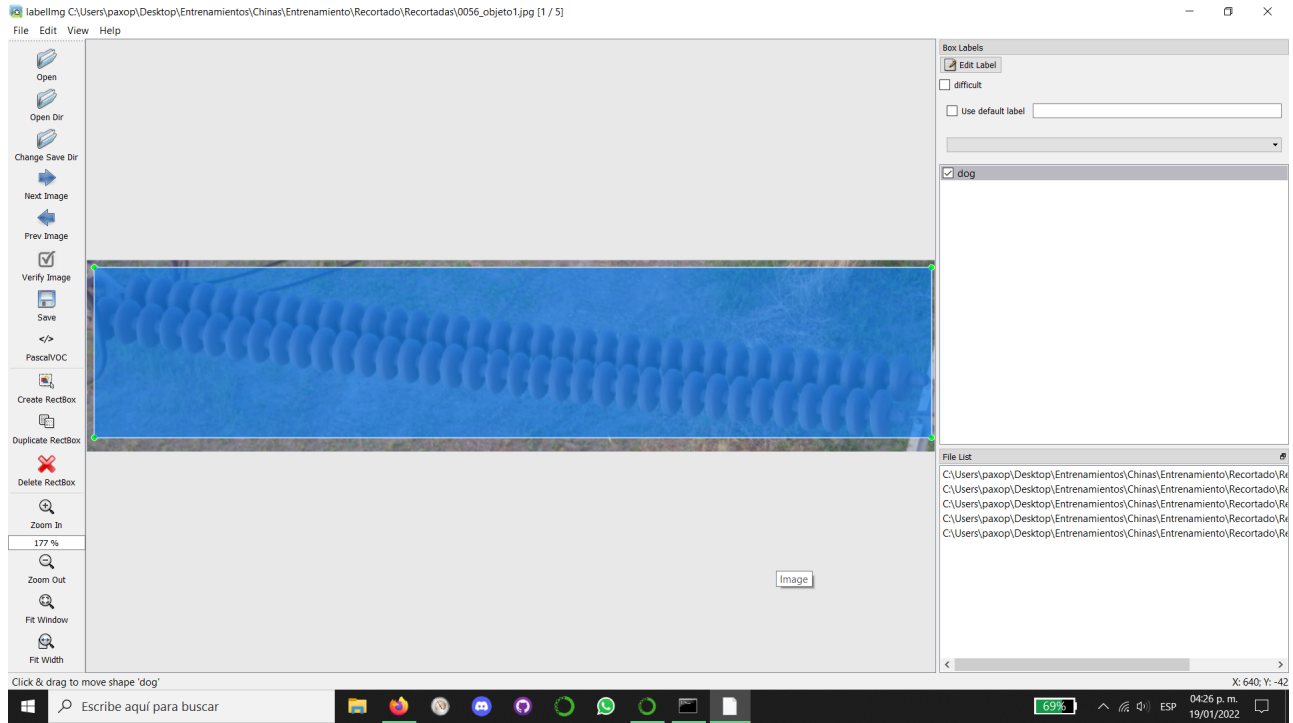 labelImg C:\Users\paxop\Desktop\Entrenamientos\Chinas\Entrenamiento\Recortado\Recortadas\0056_objeto1.jpg [1 / 5]
File Edit View Help
Open
Open Dir
Change Save Dir
Next Image
Prev Image
Verify Image
Save
</>
PascalVOC
Create RectBox
Duplicate RectBox
Delete RectBox
Zoom In
177 %
Zoom Out
Fit Window
Fit Width
Box Labels
Edit Label
difficult
Use default label
dog
File List
C:\Users\paxop\Desktop\Entrenamientos\Chinas\Entrenamiento\Recortado\Re
C:\Users\paxop\Desktop\Entrenamientos\Chinas\Entrenamiento\Recortado\Re
C:\Users\paxop\Desktop\Entrenamientos\Chinas\Entrenamiento\Recortado\Re
C:\Users\paxop\Desktop\Entrenamientos\Chinas\Entrenamiento\Recortado\Re
C:\Users\paxop\Desktop\Entrenamientos\Chinas\Entrenamiento\Recortado\Re
Image
Click & drag to move shape 'dog'
X: 640; Y: -42
Escribe aquí para buscar
69%
ESP
04:26 p. m.
19/01/2022